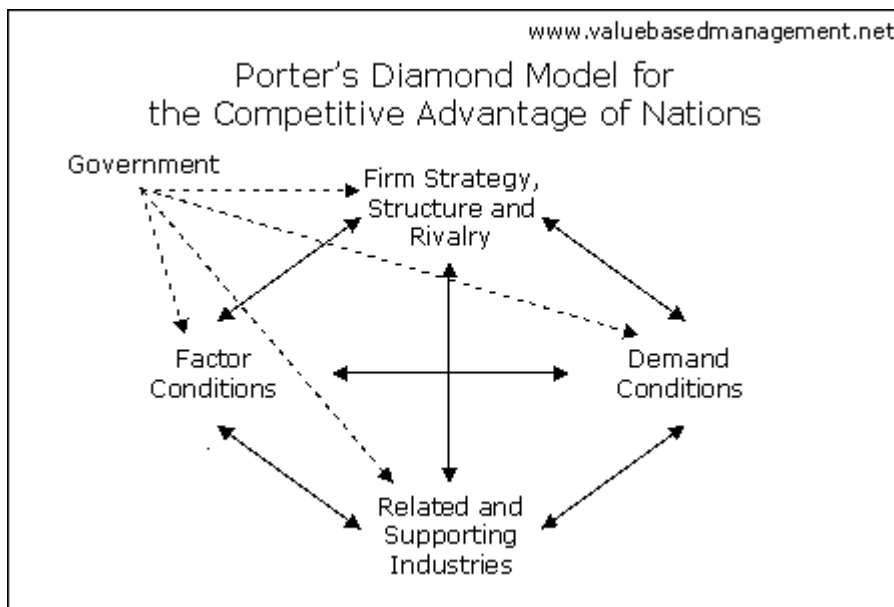 www.valuebasedmanagement.net
Porter's Diamond Model for
the Competitive Advantage of Nations
Government
Firm Strategy,
Structure and
Rivalry
Factor
Conditions
Demand
Conditions
Related and
Supporting
Industries